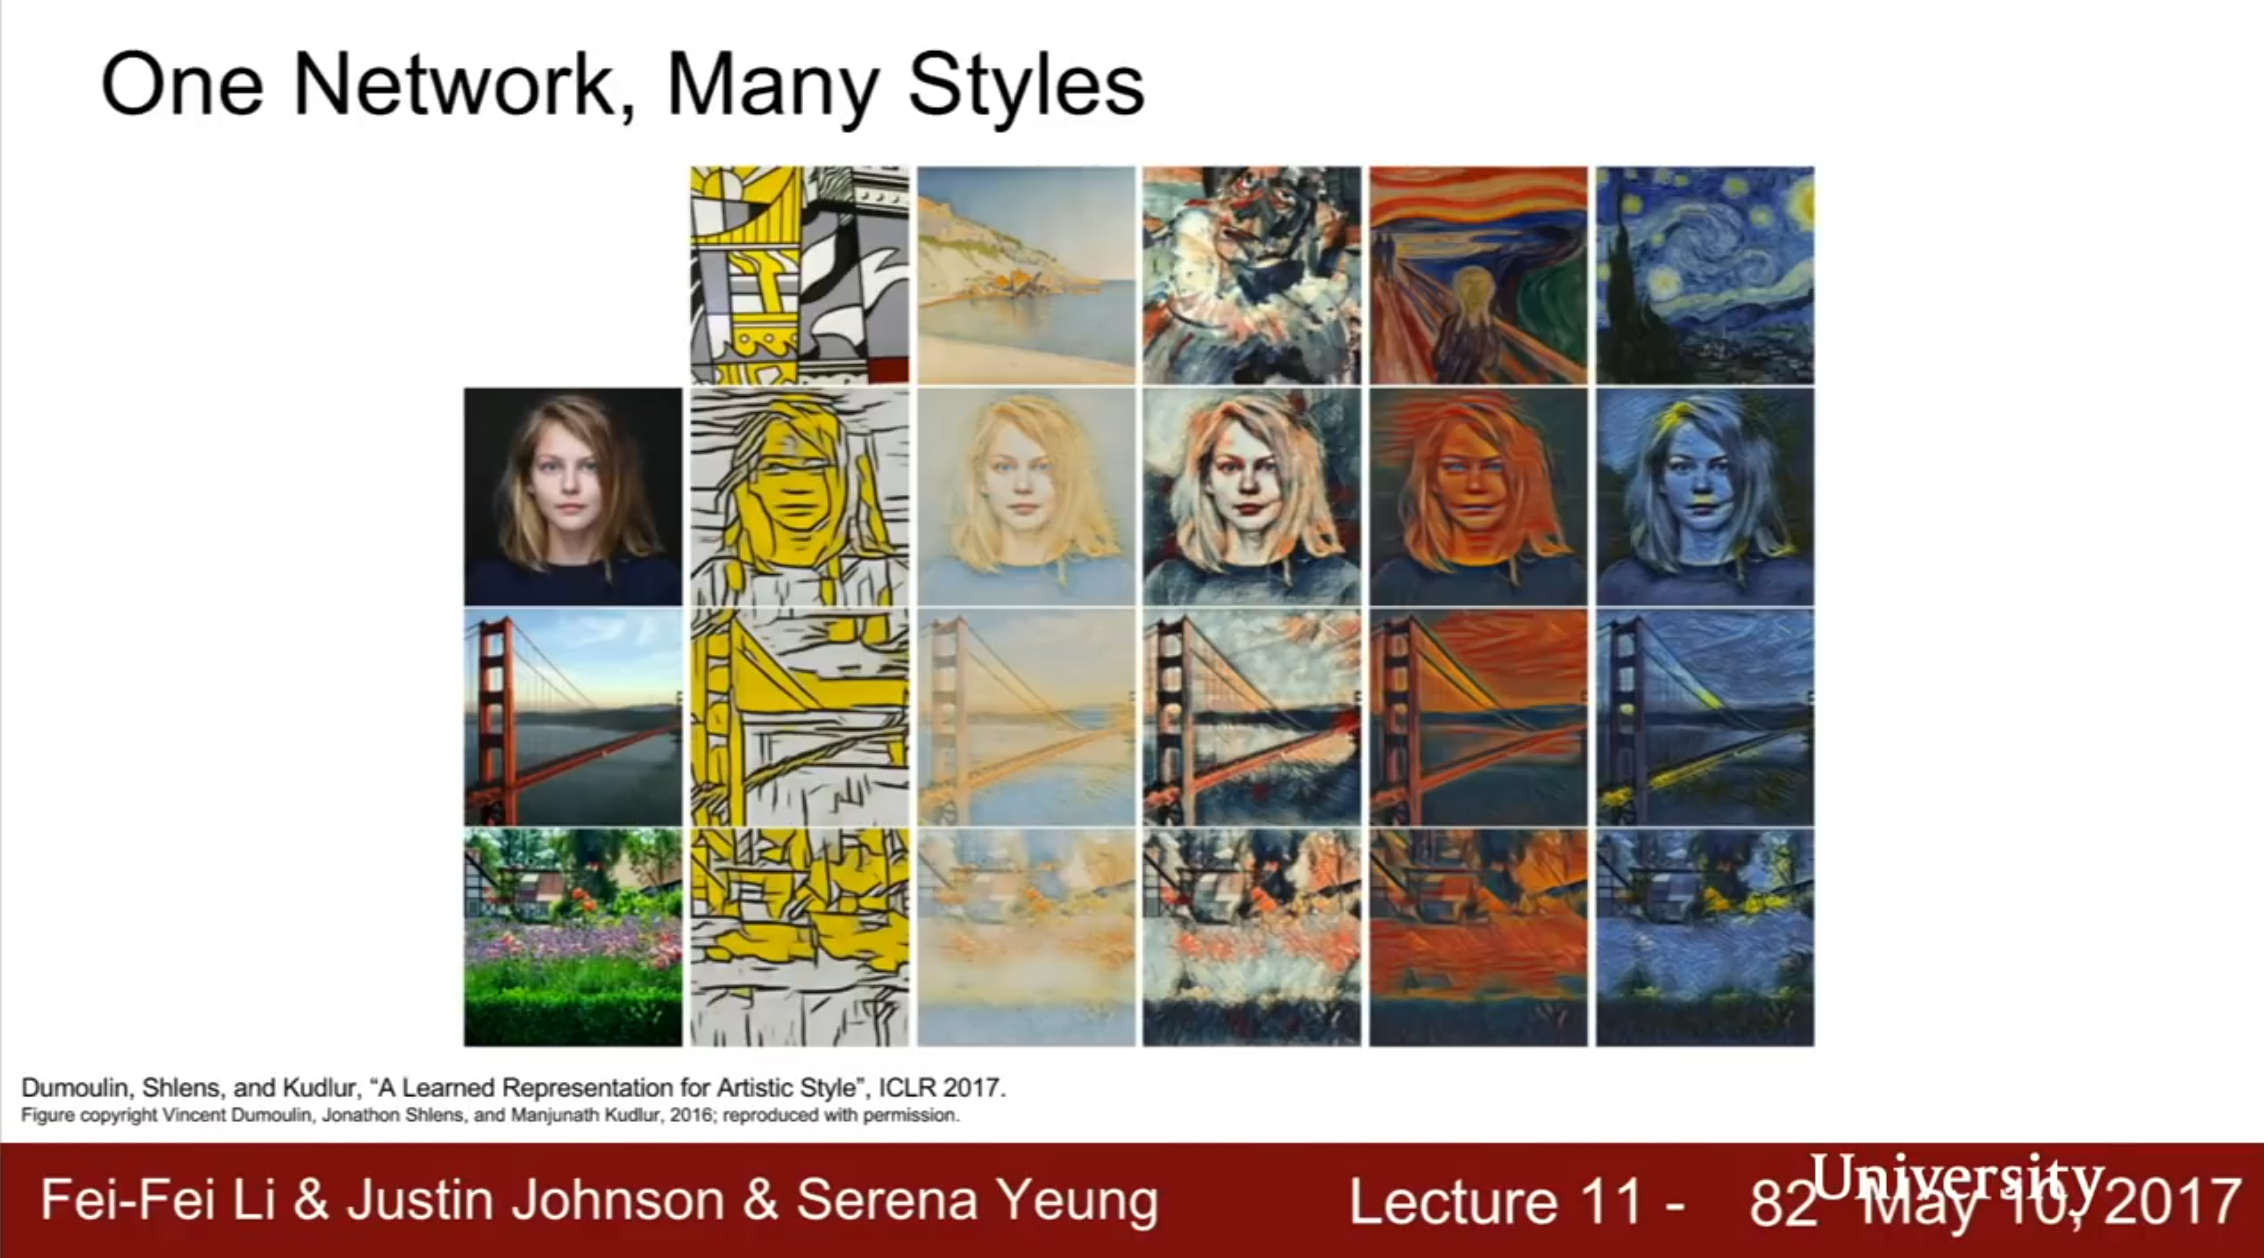 One Network, Many Styles
Dumoulin, Shlens, and Kudlur, “A Learned Representation for Artistic Style”, ICLR 2017.
Figure copyright Vincent Dumoulin, Jonathon Shlens, and Manjunath Kudlur, 2016; reproduced with permission.
Fei-Fei Li & Justin Johnson & Serena Yeung Lecture 11 - 82 May 10, 2017
University